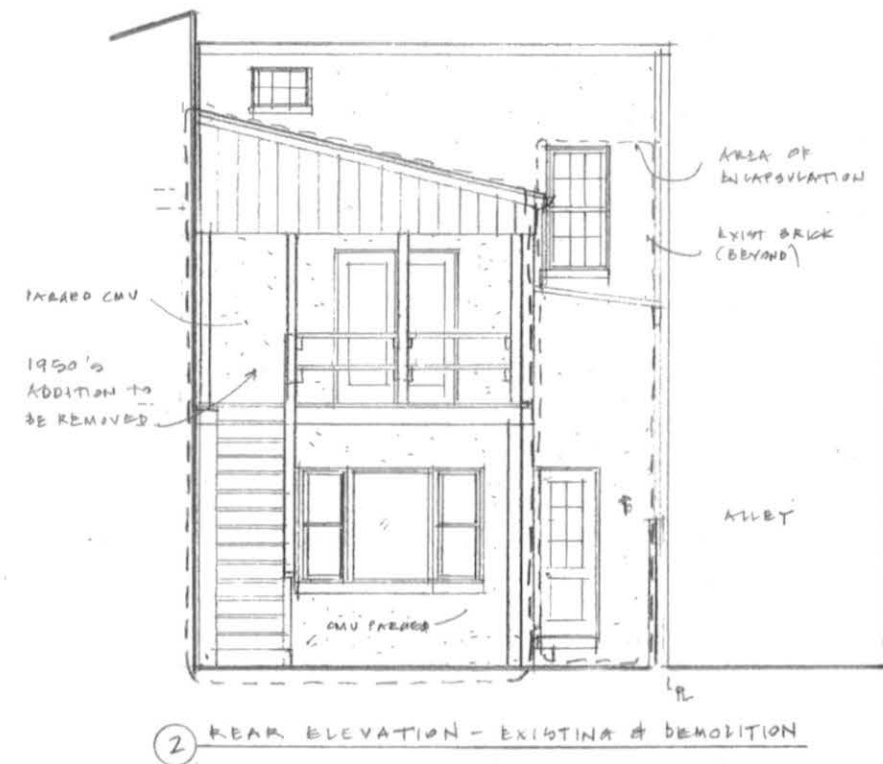 AREA OF
ENCAPSULATION
EXIST BRICK
(BEYOND)
PARGED CMU
1950's
ADDITION TO
BE REMOVED
ALLEY
CMU PARGED
PL
2 REAR ELEVATION - EXISTING & DEMOLITION